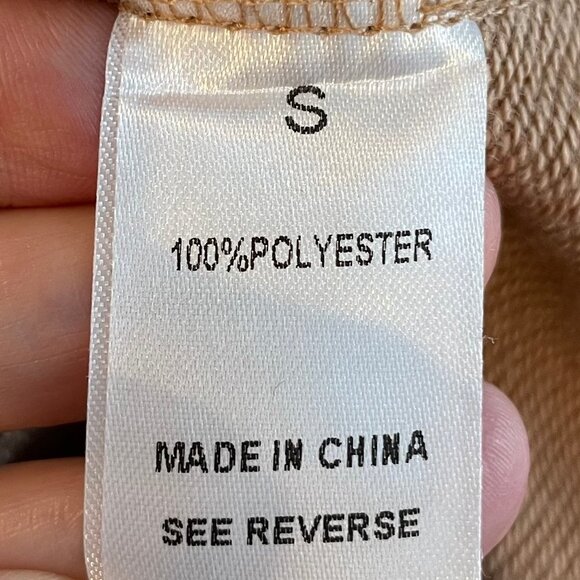 S
100%POLYESTER
MADE IN CHINA
SEE REVERSE